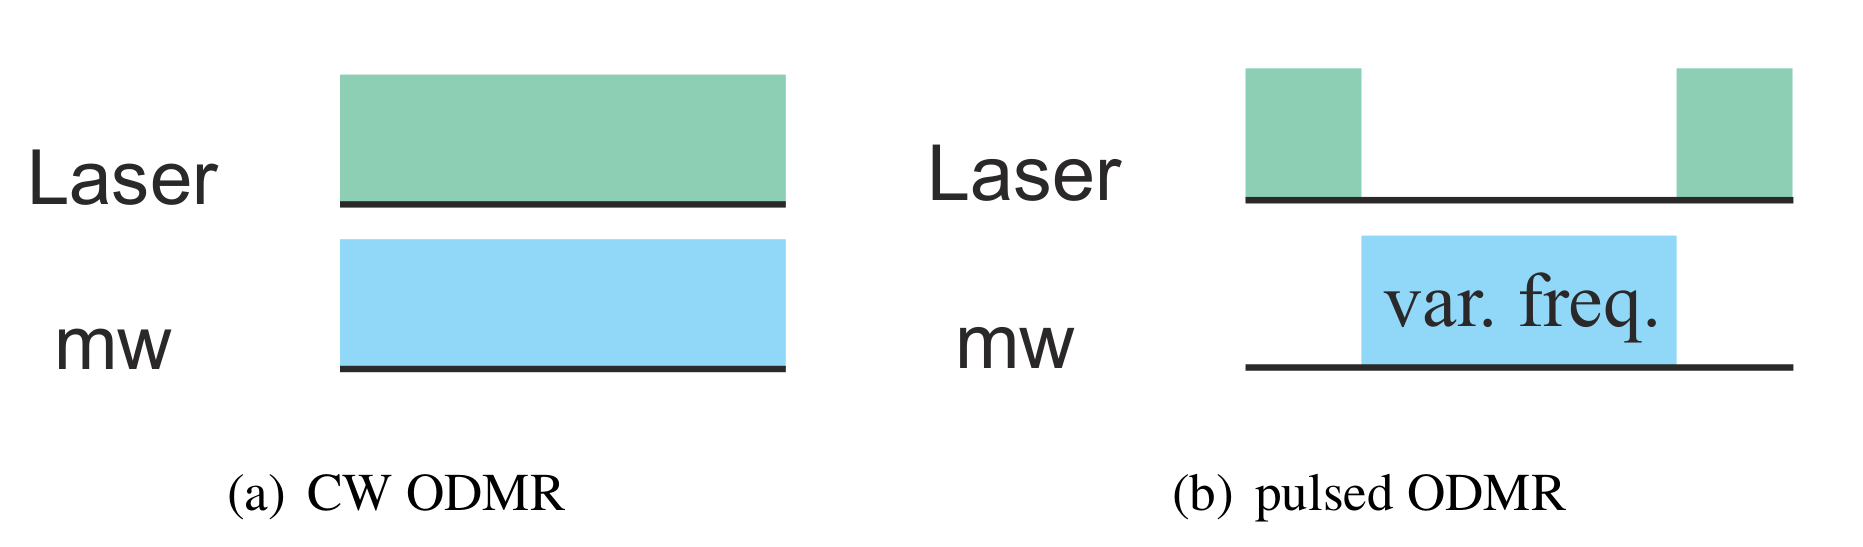 Laser
mw
(a) CW ODMR
Laser
mw
var. freq.
(b) pulsed ODMR